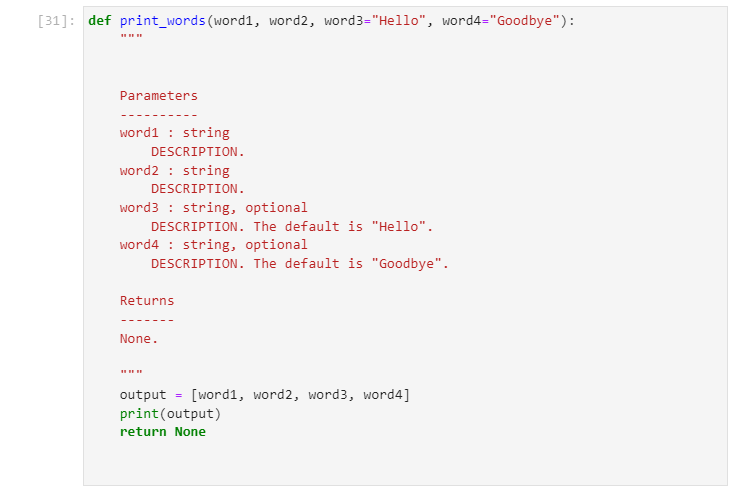 [31]: def print_words(word1, word2, word3="Hello", word4="Goodbye"):
"""
Parameters
----------
word1 : string
DESCRIPTION.
word2 : string
DESCRIPTION.
word3 : string, optional
DESCRIPTION. The default is "Hello".
word4 : string, optional
DESCRIPTION. The default is "Goodbye".
Returns
-------
None.
"""
output = [word1, word2, word3, word4]
print(output)
return None